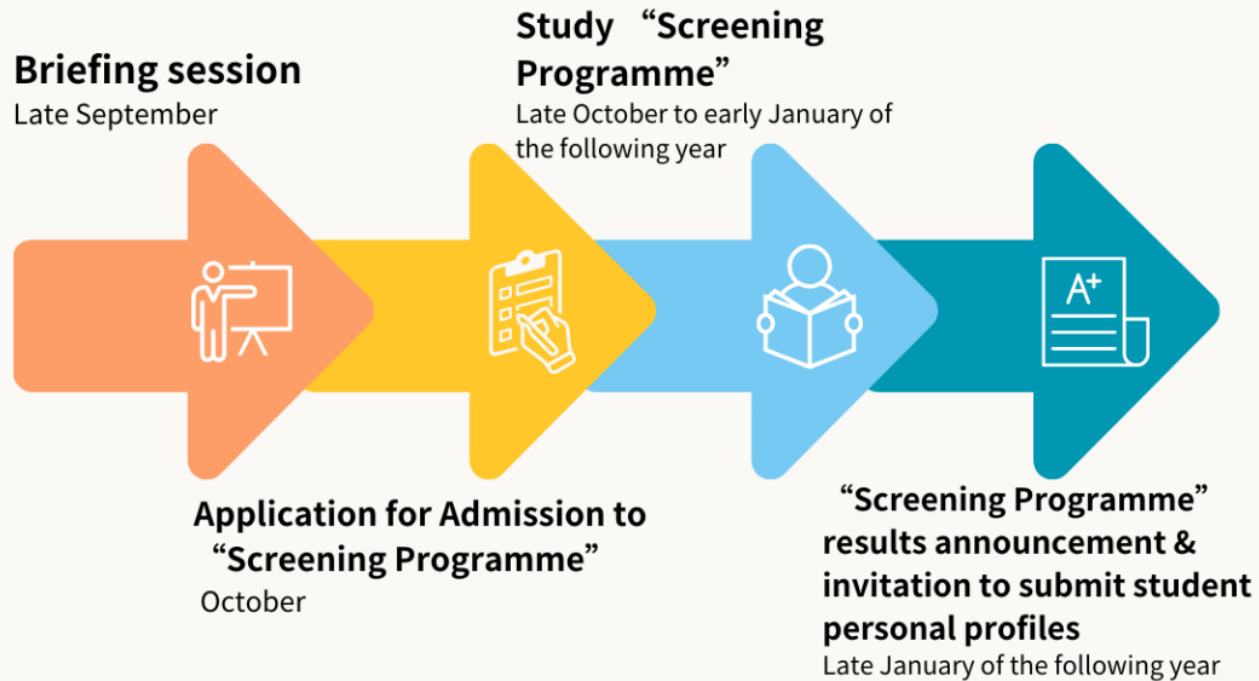 Briefing session
Late September
Application for Admission to
“Screening Programme”
October
Study “Screening
Programme”
Late October to early January of
the following year
A+
“Screening Programme”
results announcement &
invitation to submit student
personal profiles
Late January of the following year